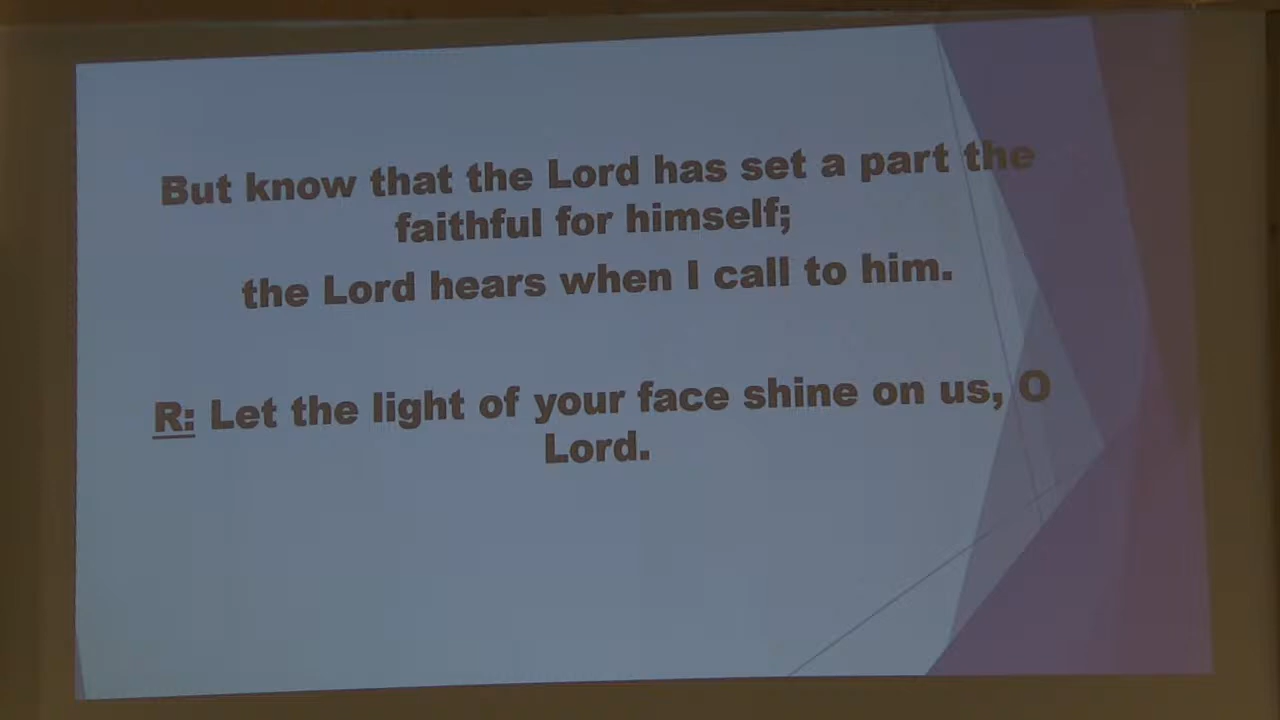 But know that the Lord has set a part the
faithful for himself;
the Lord hears when I call to him.
R: Let the light of your face shine on us, O
Lord.